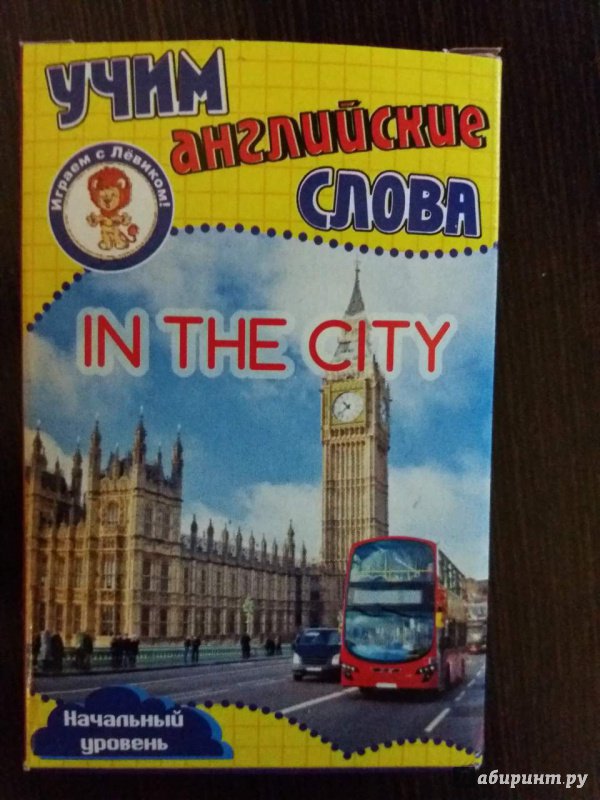 УЧИМ
английские
СЛОВА
Играем с Лёвиком!
IN THE CITY
Начальный
уровень
абиринт.ру